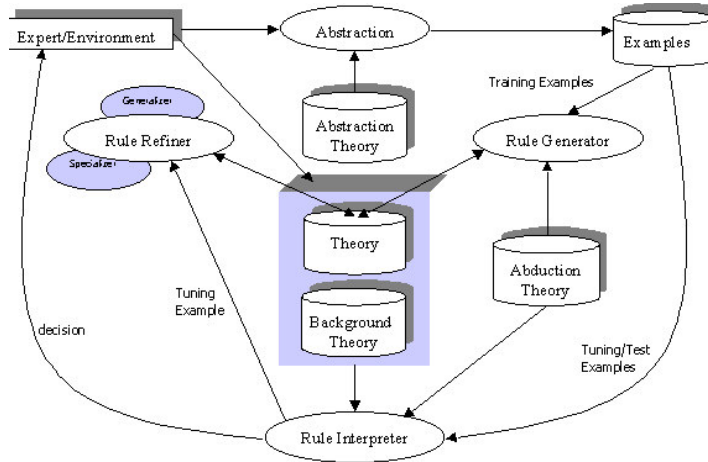 Expert/Environment
Abstraction
Examples
Generalizer
Training Examples
Rule Refiner
Abstraction
Theory
Rule Generator
Specializer
Theory
Abduction
Theory
Tuning
Example
Background
Theory
decision
Tuning/Test
Examples
Rule Interpreter